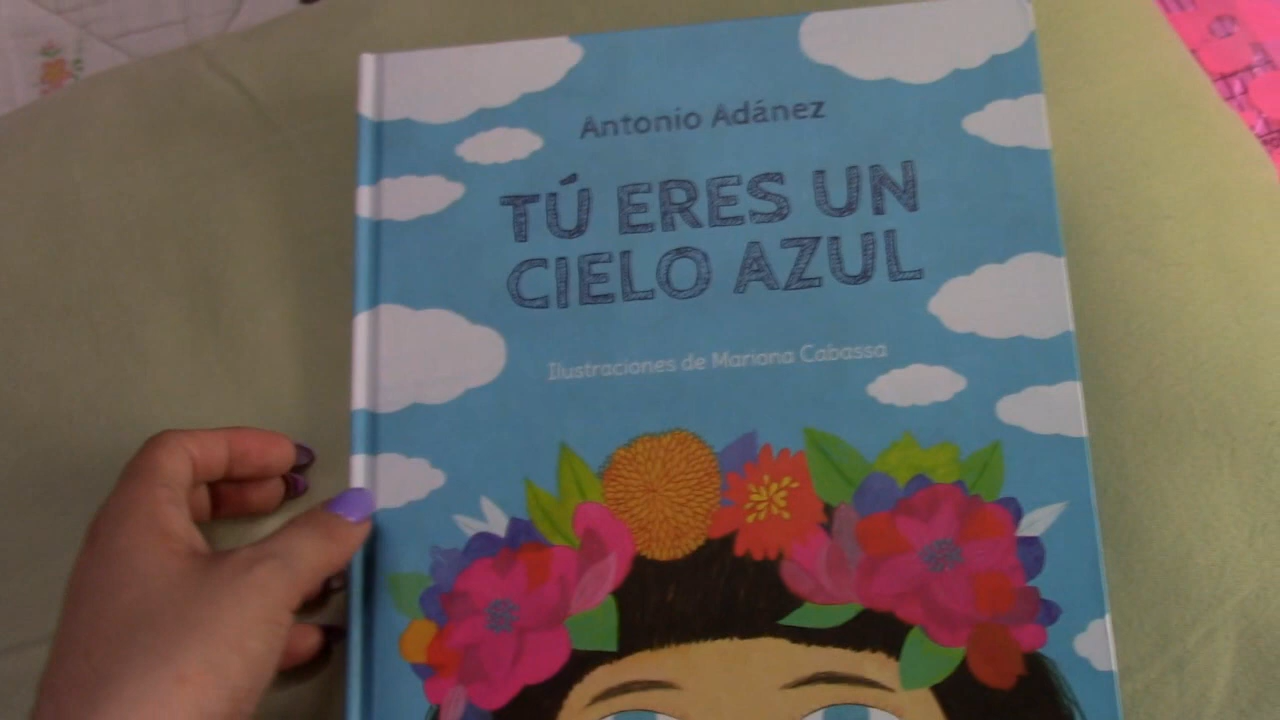 Antonio Adánez
TÚ ERES UN
CIELO AZUL
Ilustraciones de Mariona Cabassa